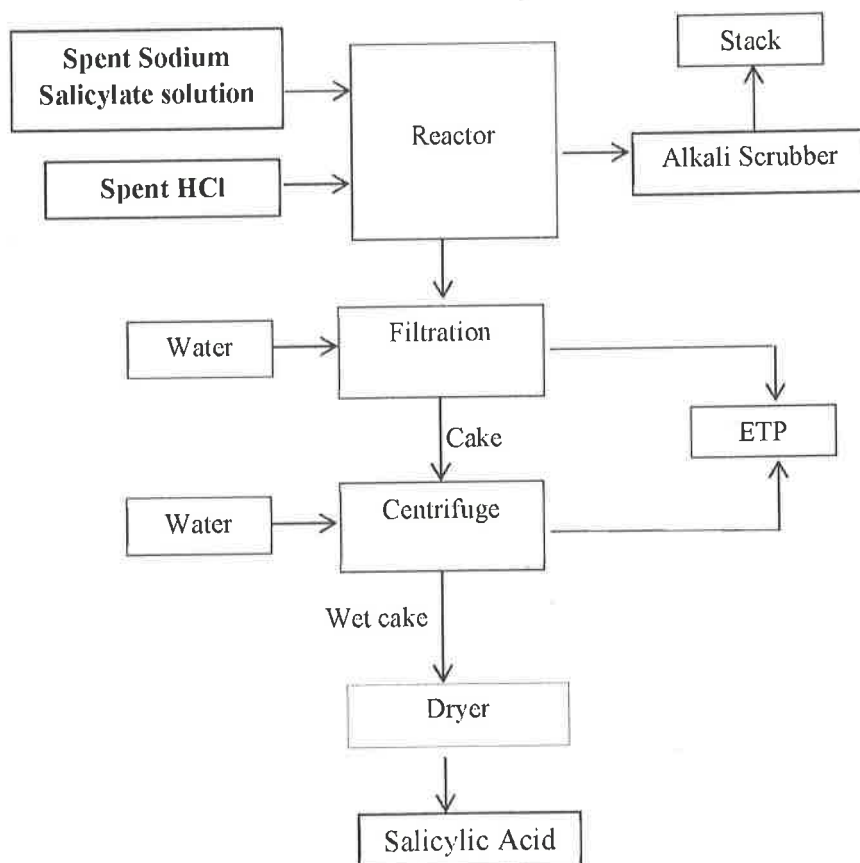 Stack
Spent Sodium
Salicylate solution
Reactor
Alkali Scrubber
Spent HCl
Water
Filtration
ETP
Cake
Water
Centrifuge
Wet cake
Dryer
Salicylic Acid